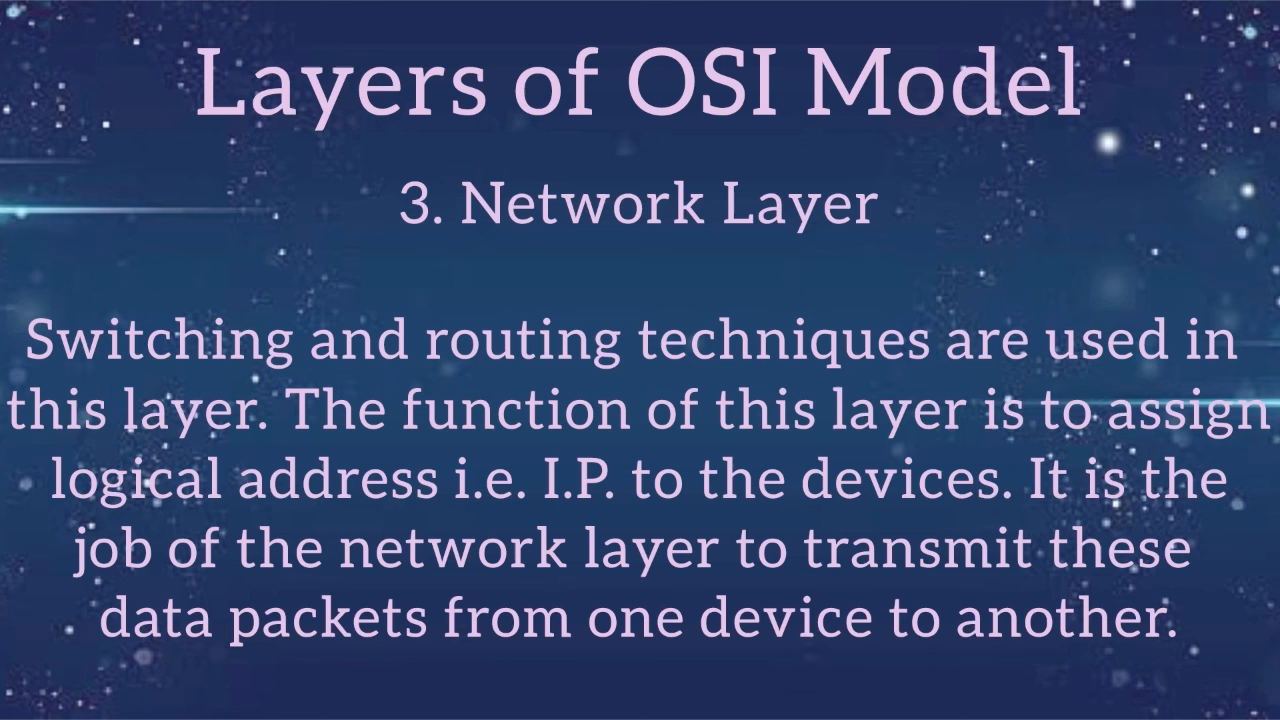 Layers of OSI Model
3. Network Layer
Switching and routing techniques are used in
this layer. The function of this layer is to assign
logical address i.e. I.P. to the devices. It is the
job of the network layer to transmit these
data packets from one device to another.